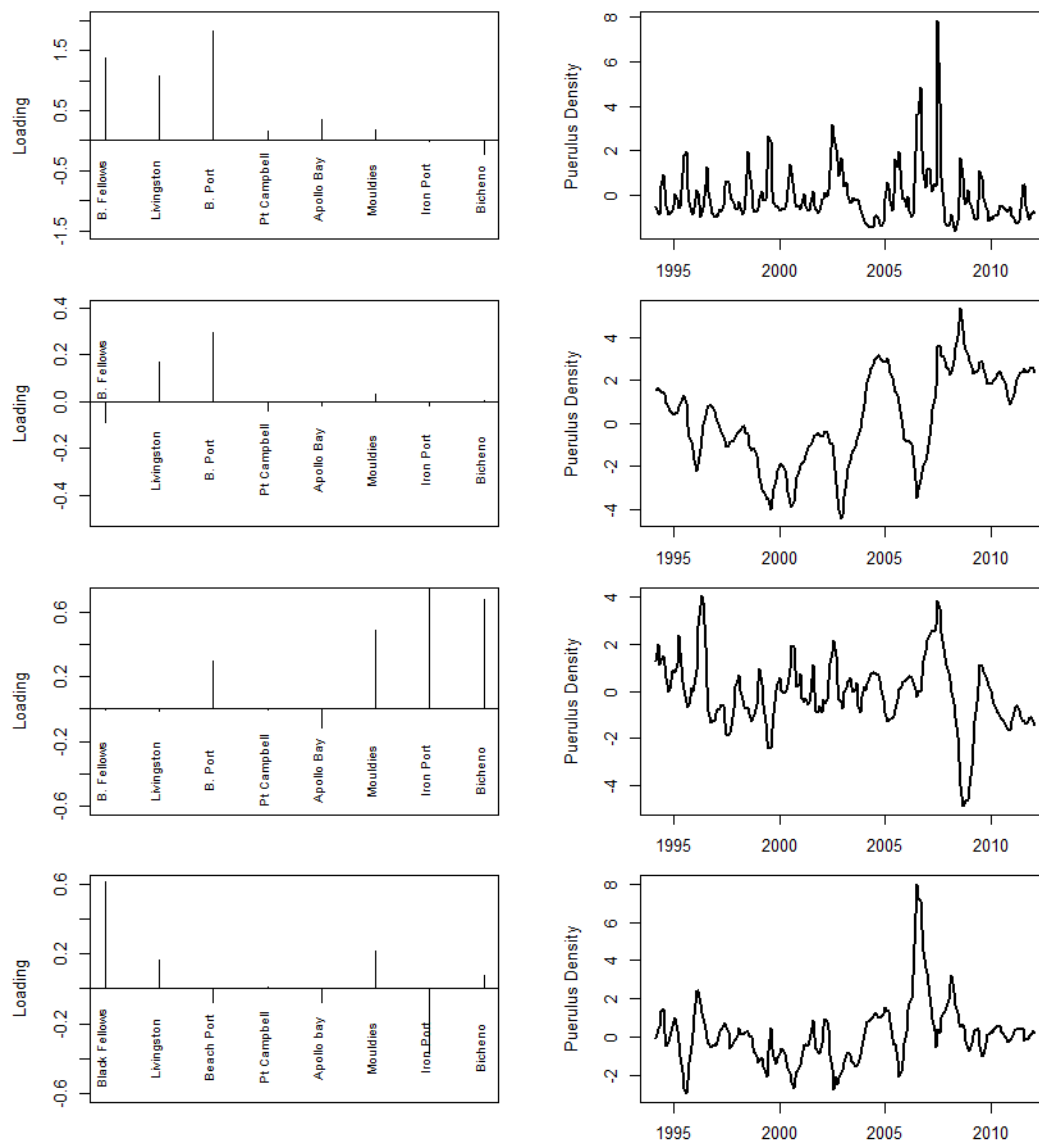 Loading
1.5
0.5
-0.5
-1.5
B. Fellows
Livingston
B. Port
Pt Campbell
Apollo Bay
Mouldies
Iron Port
Bicheno
Puerulus Density
8
6
4
2
0
1995 2000 2005 2010
Loading
0.4
0.2
0.0
-0.2
-0.4
B. Fellows
Livingston
B. Port
Pt Campbell
Apollo Bay
Mouldies
Iron Port
Bicheno
Puerulus Density
4
2
0
-2
-4
1995 2000 2005 2010
Loading
0.6
0.2
-0.2
-0.6
B. Fellows
Livingston
B. Port
Pt Campbell
Apollo Bay
Mouldies
Iron Port
Bicheno
Puerulus Density
4
2
0
-2
-4
1995 2000 2005 2010
Loading
0.6
0.2
-0.2
-0.6
Black Fellows
Livingston
Beach Port
Pt Campbell
Apollo bay
Mouldies
Iron Port
Bicheno
Puerulus Density
8
6
4
2
0
-2
1995 2000 2005 2010